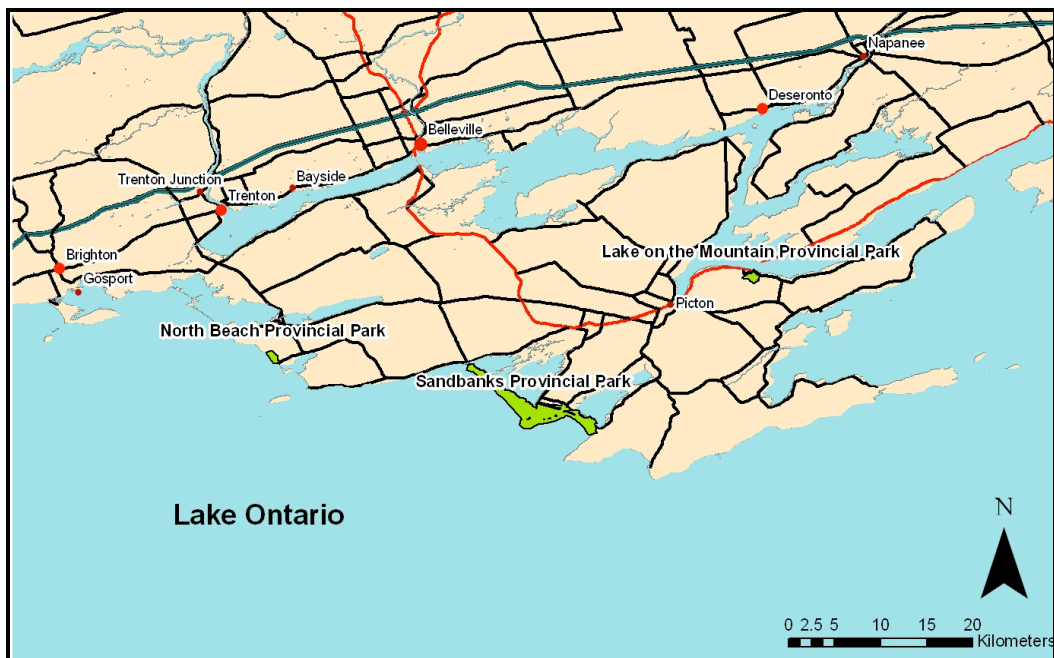 Napanee
Deseronto
Belleville
Bayside
Trenton Junction
Trenton
Lake on the Mountain Provincial Park
Brighton
Gosport
Picton
North Beach Provincial Park
Sandbanks Provincial Park
Lake Ontario
N
0 2.5 5 10 15 20
Kilometers